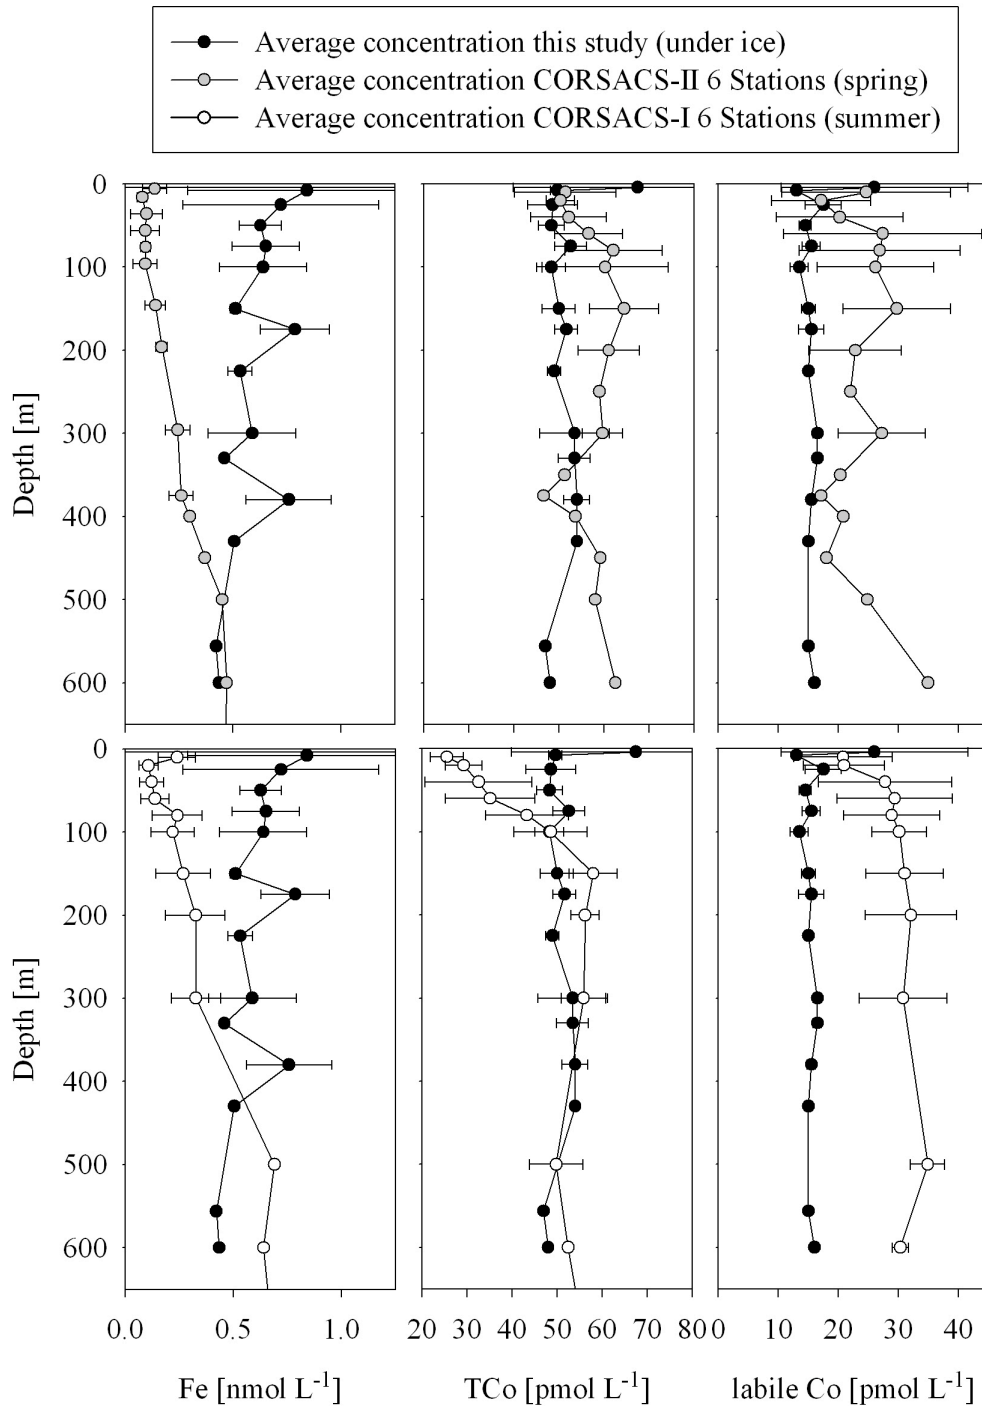 Average concentration this study (under ice)
Average concentration CORSACS-II 6 Stations (spring)
Average concentration CORSACS-I 6 Stations (summer)
0
100
200
300
400
500
600
Depth [m]
0
100
200
300
400
500
600
Depth [m]
0.0 0.5 1.0
20 30 40 50 60 70 80
0 10 20 30 40
Fe [nmol L-1]
TCo [pmol L-1]
labile Co [pmol L-1]